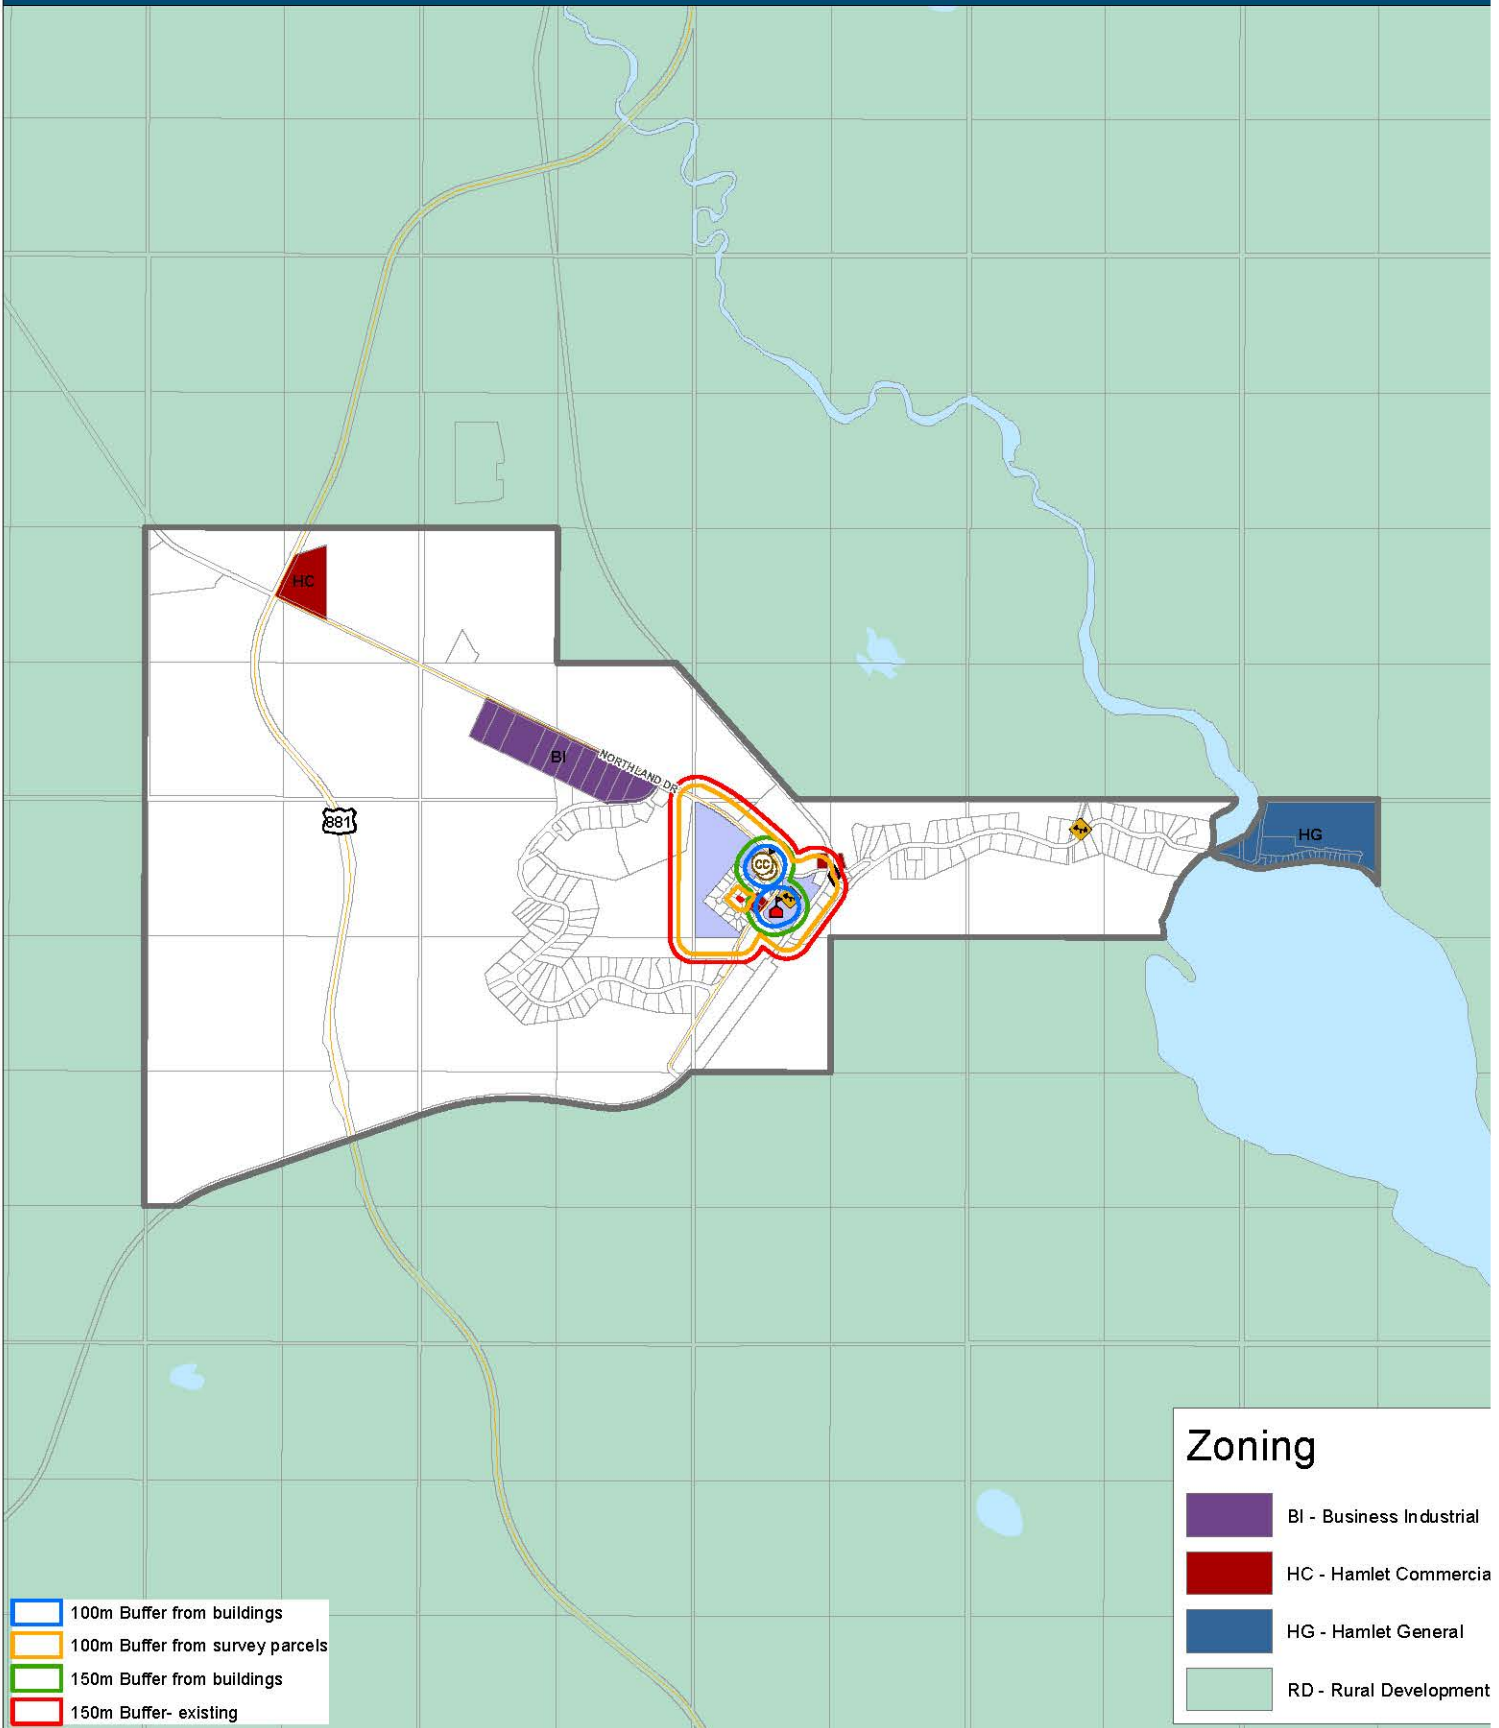 HC
BI
NORTHLAND DR
881
HG
CC
Zoning
BI - Business Industrial
HC - Hamlet Commercia
HG - Hamlet General
RD - Rural Development
100m Buffer from buildings
100m Buffer from survey parcels
150m Buffer from buildings
150m Buffer- existing